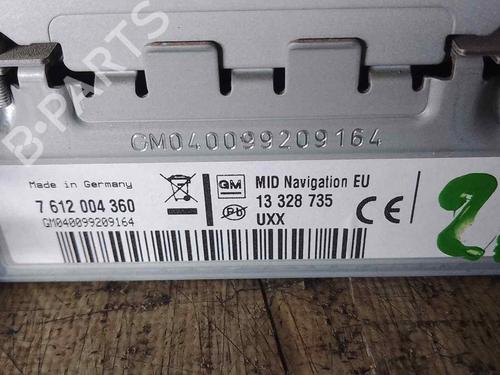 B-PARTS
GM040099209164
Made in Germany
7 612 004 360
GM040099209164
GM
MID Navigation EU
13 328 735
UXX
Pb
CE